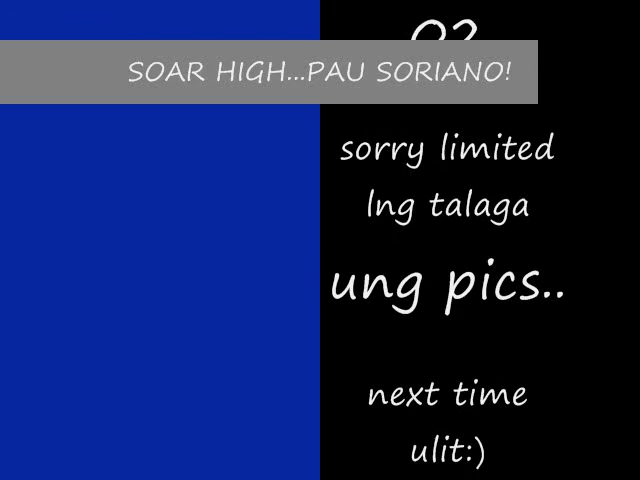 SOAR HIGH...PAU SORIANO!
sorry limited
lng talaga
ung pics..
next time
ulit:)